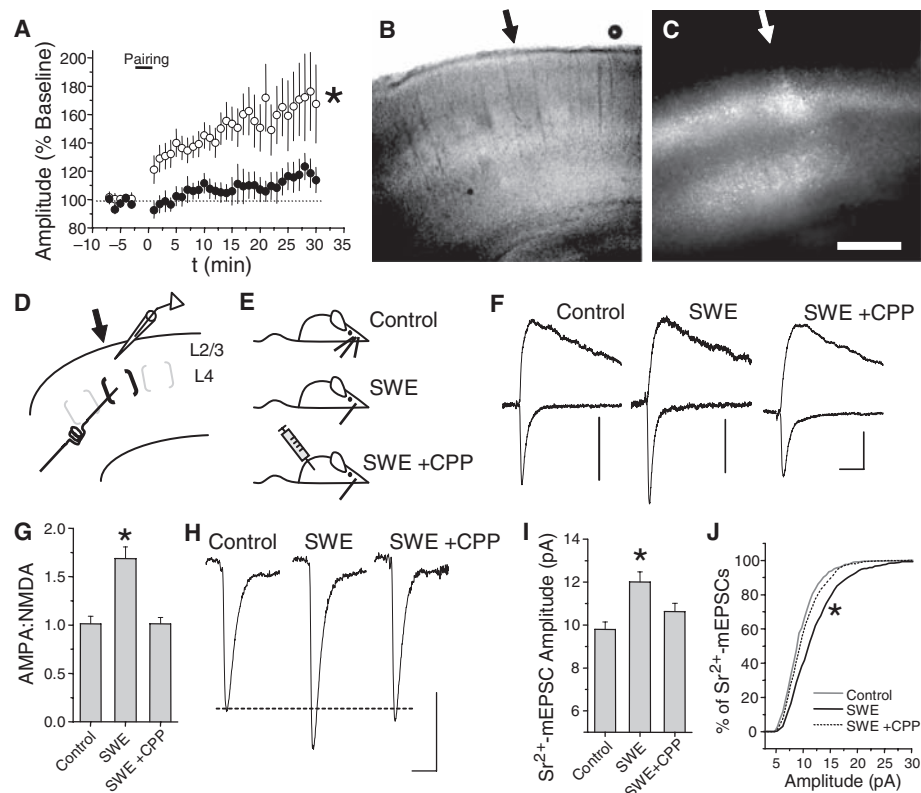 A
Pairing
Amplitude (% Baseline)
200
180
160
140
120
100
80
−10 −5 0 5 10 15 20 25 30 35
t (min)
*
B
C
D
L2/3
L4
E
Control
SWE
SWE +CPP
F
Control SWE SWE +CPP
G
AMPA:NMDA
2.0
1.5
1.0
0.5
0.0
*
Control SWE SWE +CPP
H
Control SWE SWE +CPP
I
Sr2+-mEPSC Amplitude (pA)
14
12
10
8
6
*
Control SWE SWE+CPP
J
% of Sr2+-mEPSCs
100
80
60
40
20
0
*
Control
SWE
SWE +CPP
5 10 15 20 25 30
Amplitude (pA)